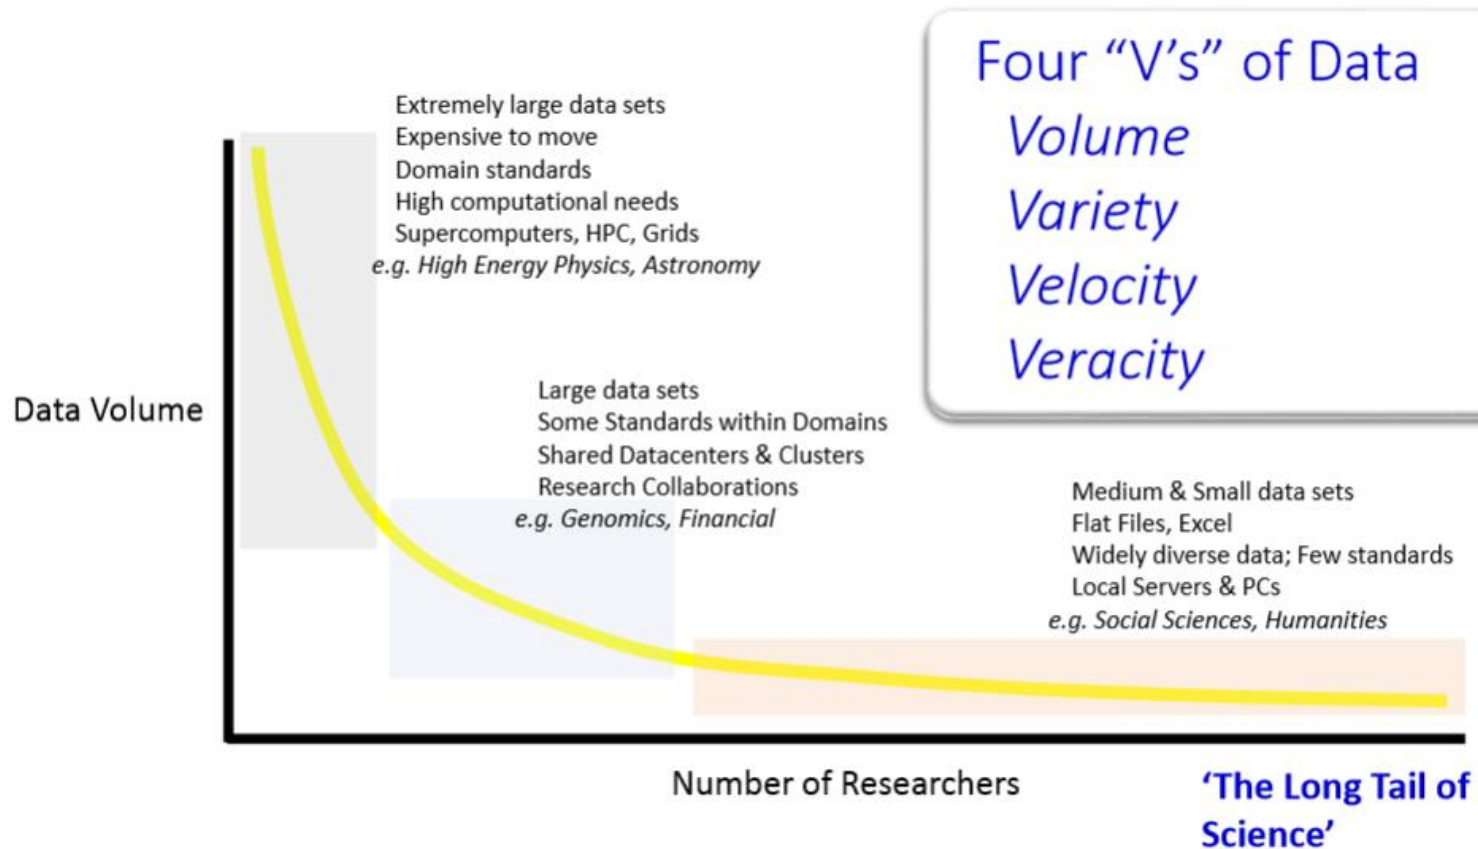 Four “V’s” of Data
Volume
Variety
Velocity
Veracity
Extremely large data sets
Expensive to move
Domain standards
High computational needs
Supercomputers, HPC, Grids
e.g. High Energy Physics, Astronomy
Data Volume
Large data sets
Some Standards within Domains
Shared Datacenters & Clusters
Research Collaborations
e.g. Genomics, Financial
Medium & Small data sets
Flat Files, Excel
Widely diverse data; Few standards
Local Servers & PCs
e.g. Social Sciences, Humanities
Number of Researchers
‘The Long Tail of
Science’